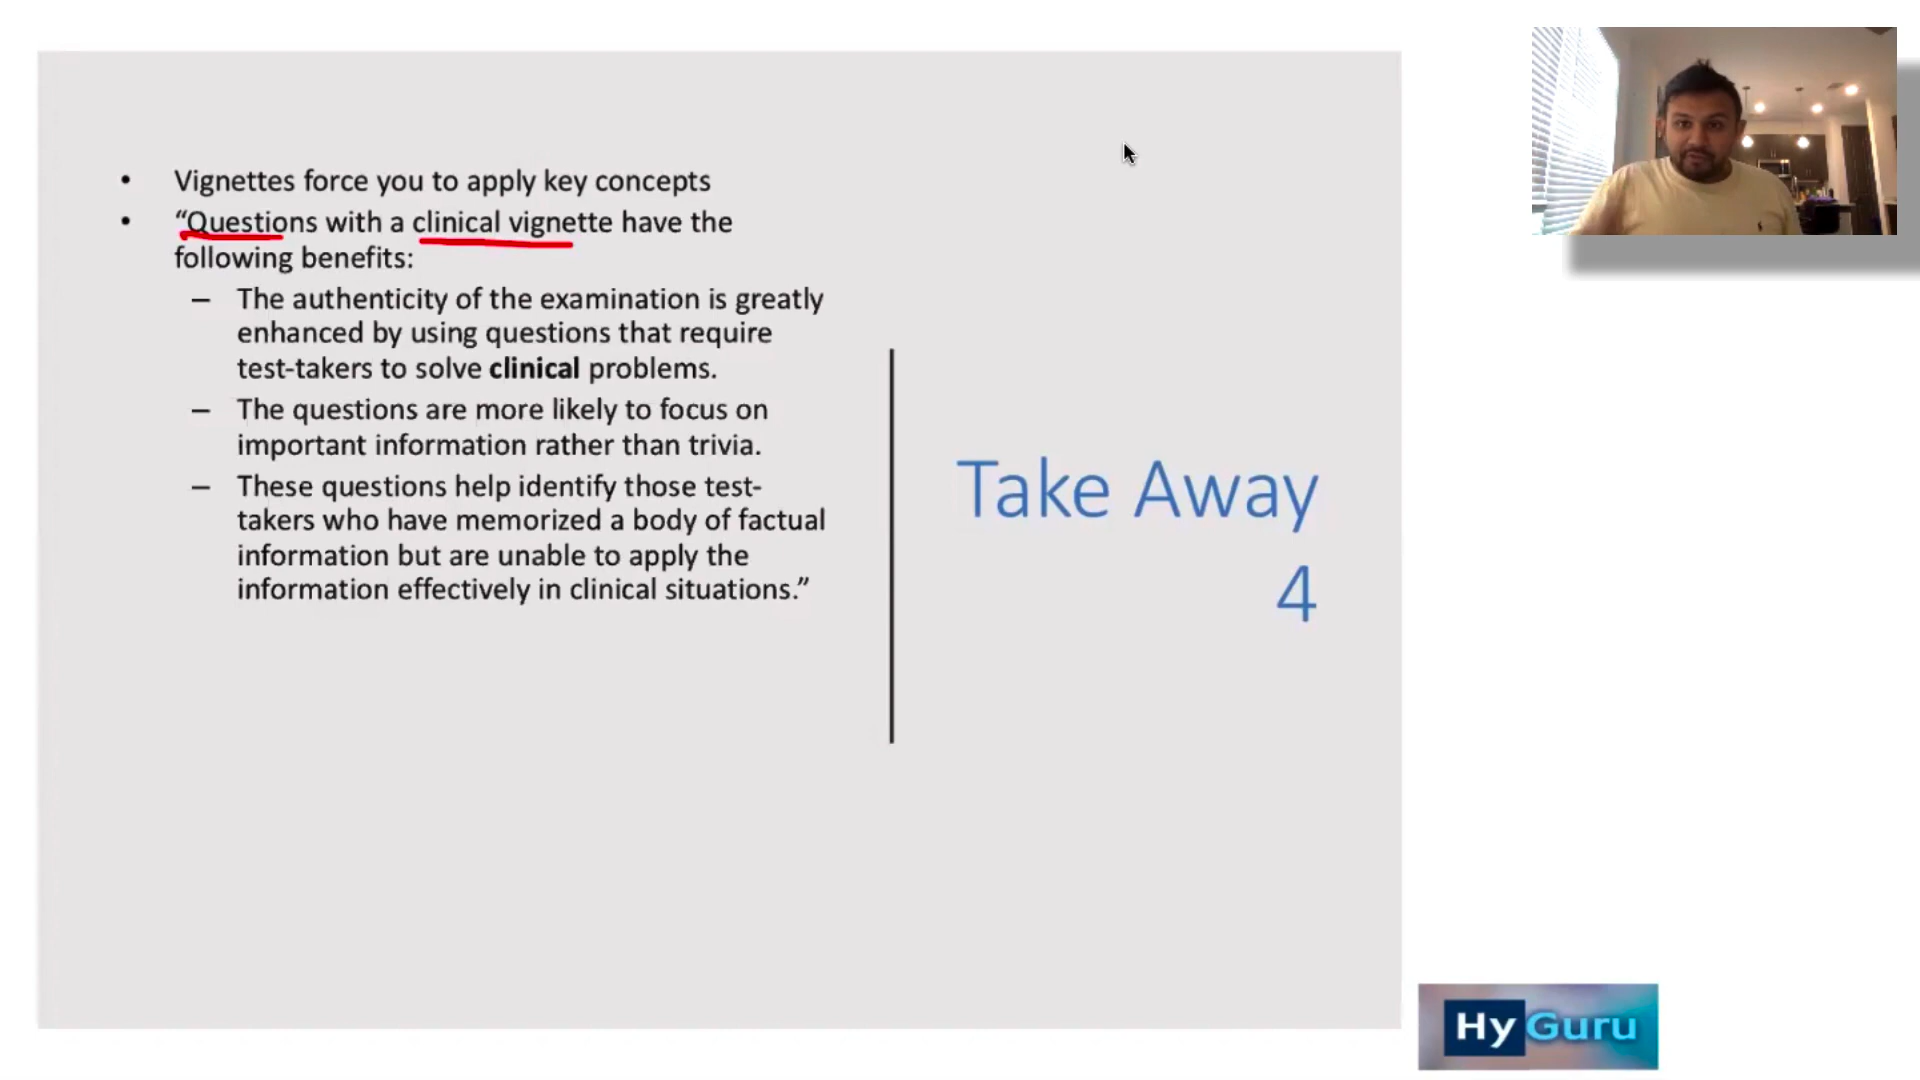 • Vignettes force you to apply key concepts
• “Questions with a clinical vignette have the
following benefits:
– The authenticity of the examination is greatly
enhanced by using questions that require
test-takers to solve clinical problems.
– The questions are more likely to focus on
important information rather than trivia.
– These questions help identify those test-
takers who have memorized a body of factual
information but are unable to apply the
information effectively in clinical situations.”
Take Away
4
HyGuru